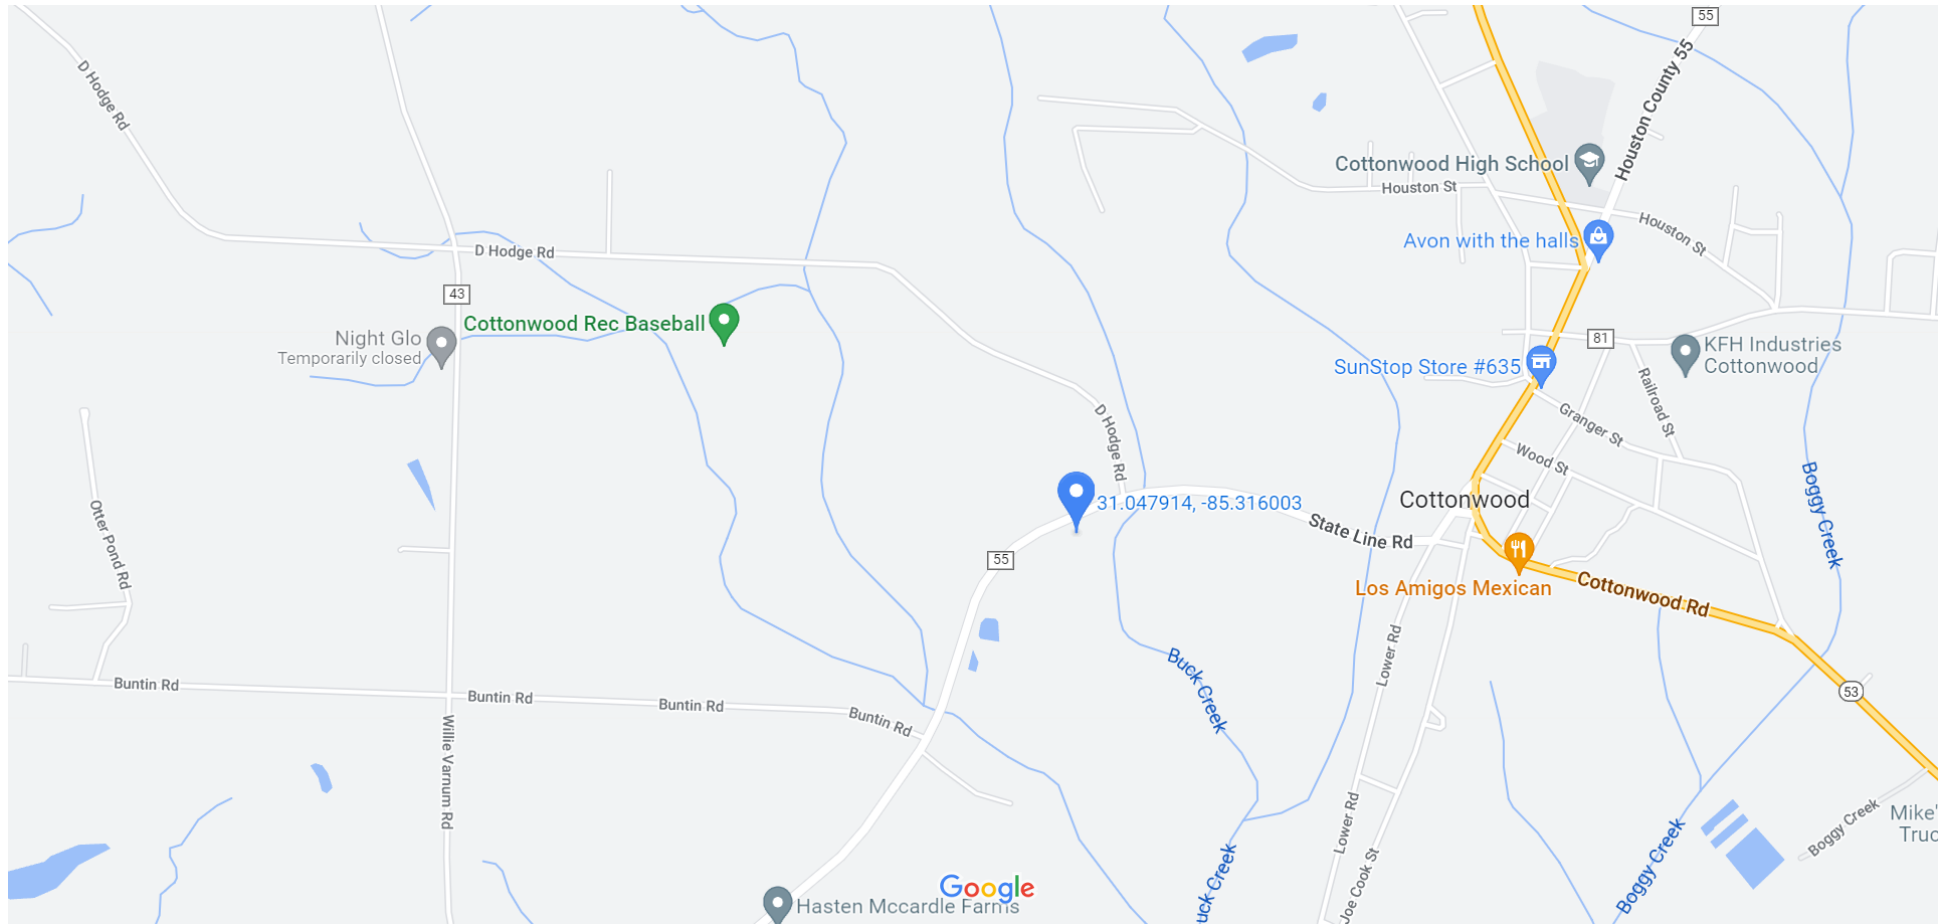 55
D Hodge Rd
Houston County 55
Cottonwood High School
Houston St
Houston St
Avon with the halls
D Hodge Rd
43
Cottonwood Rec Baseball
Night Glo
Temporarily closed
81
KFH Industries
Cottonwood
SunStop Store #635
Railroad St
Granger St
D Hodge Rd
Wood St
Boggy Creek
31.047914, -85.316003
Cottonwood
Otter Pond Rd
State Line Rd
55
Los Amigos Mexican
Cottonwood Rd
Lower Rd
Buck Creek
Buntin Rd
Buntin Rd
Buntin Rd
Buntin Rd
53
Willie Varnum Rd
Lower Rd
Mike'
Truc
Boggy Creek
Boggy Creek
Joe Cook St
uck Creek
Google
Hasten Mccardle Farms